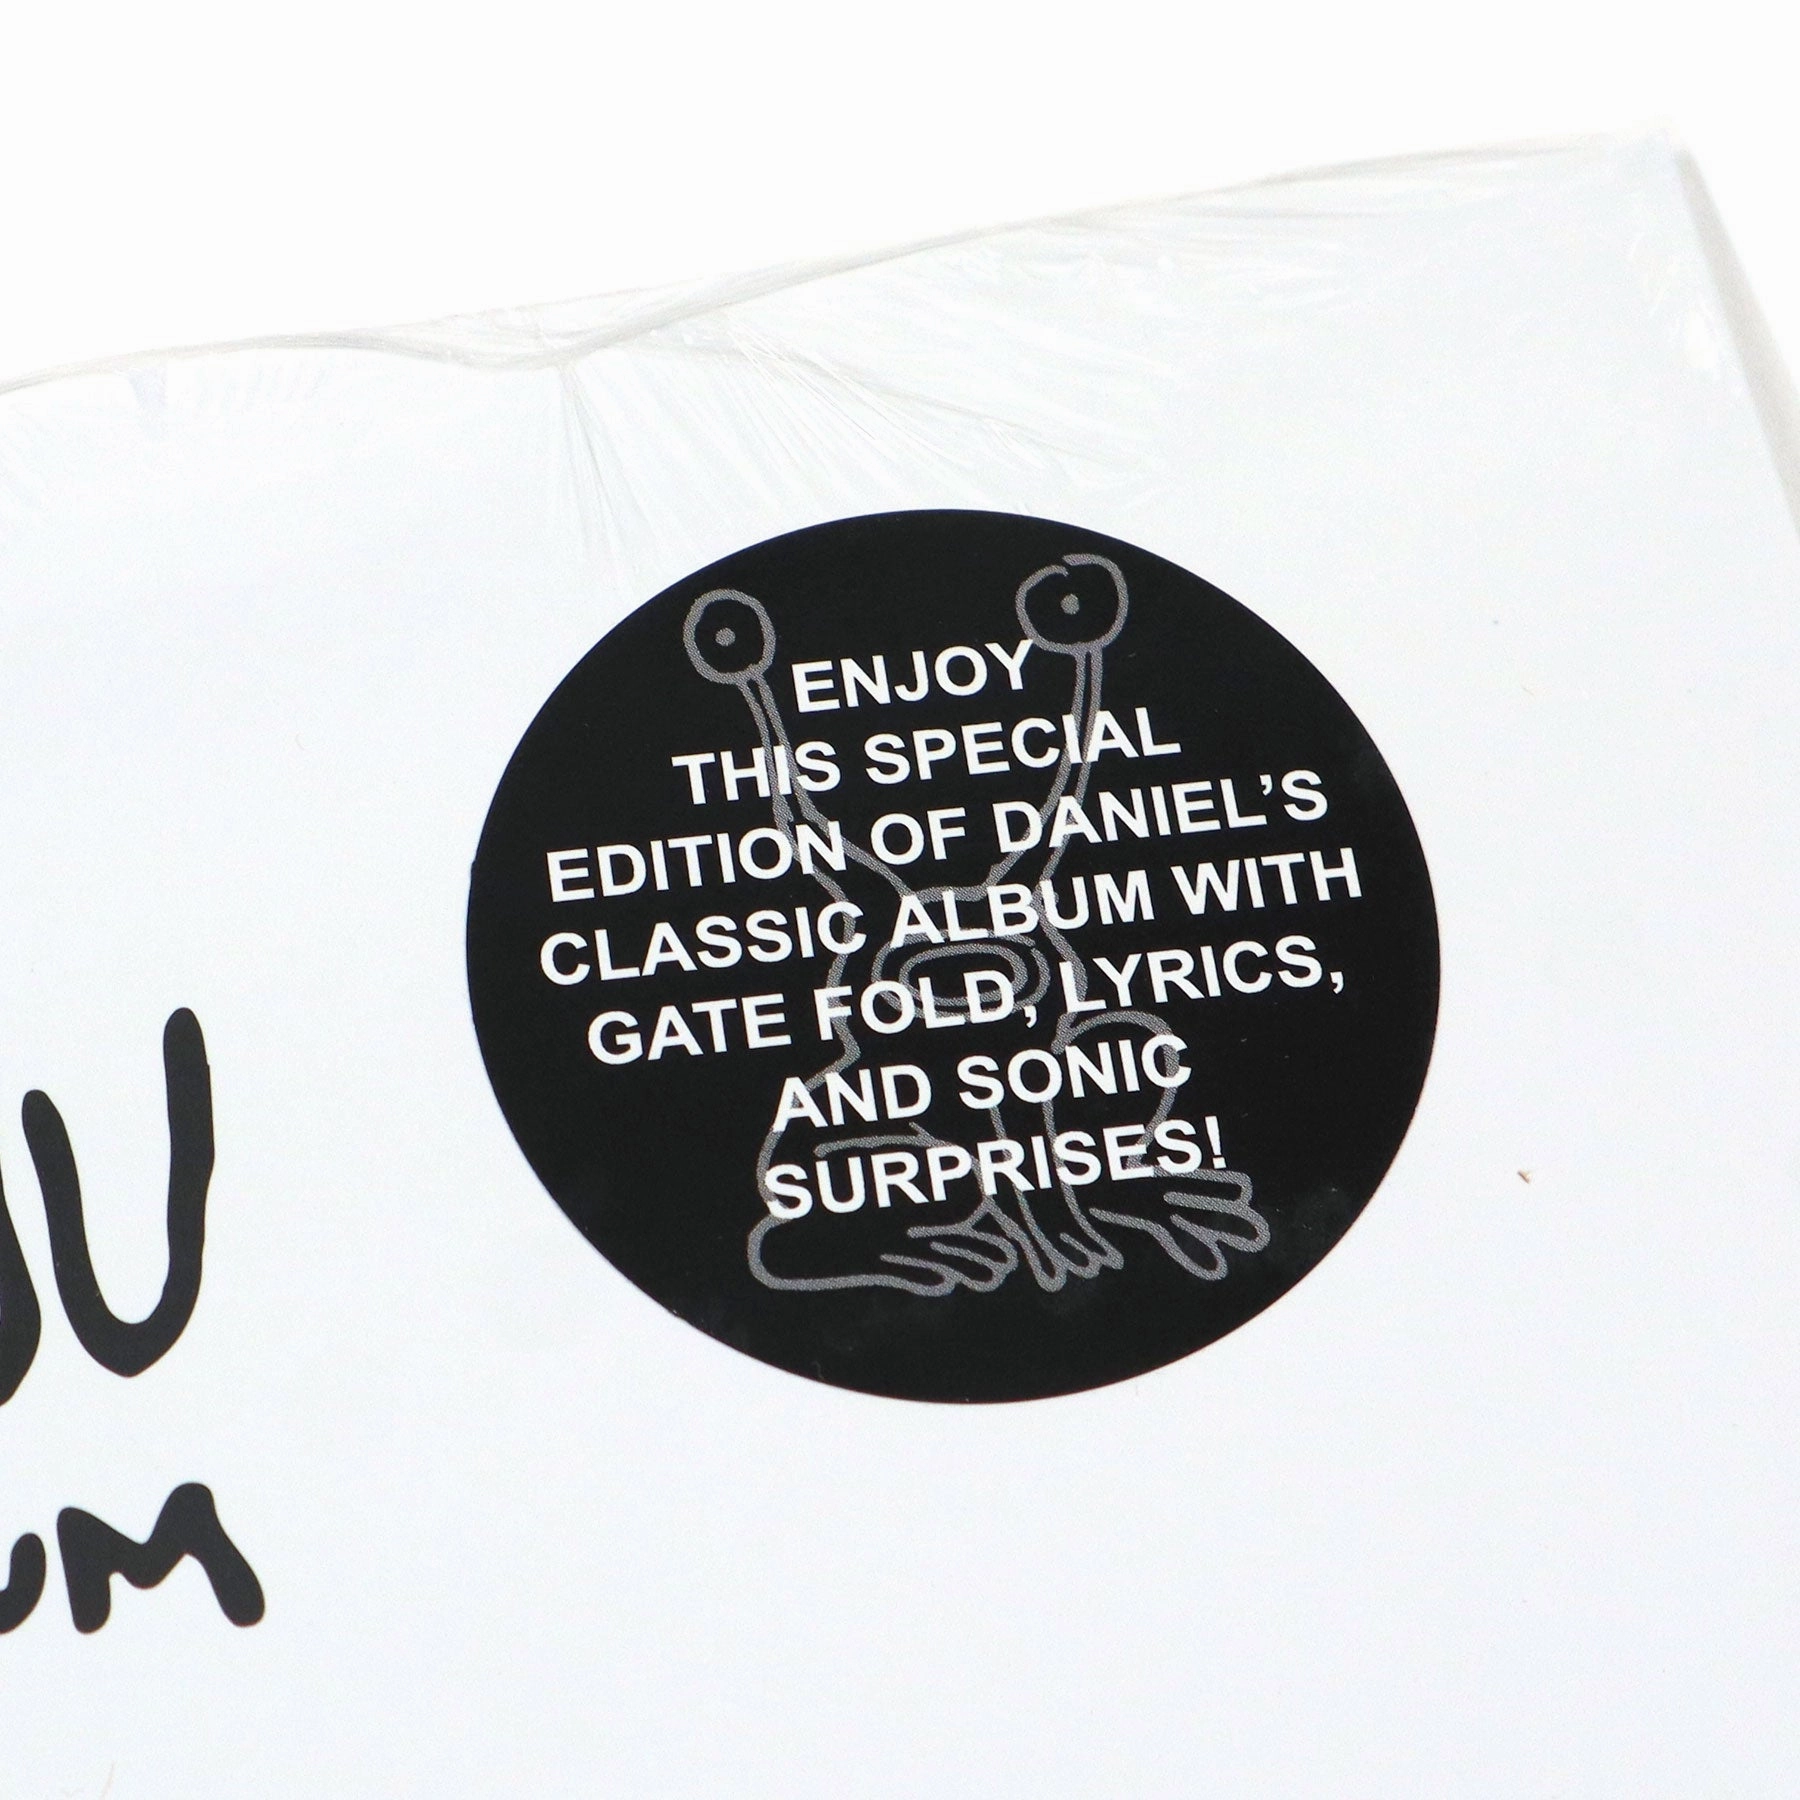 ENJOY
THIS SPECIAL
EDITION OF DANIEL'S
CLASSIC ALBUM WITH
GATE FOLD, LYRICS,
AND SONIC
SURPRISES!